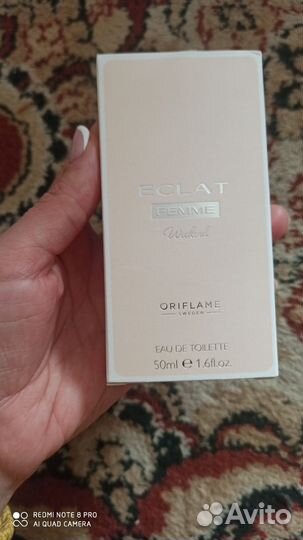 ECLAT
FEMME
Weekend
ORIFLAME
SWEDEN
EAU DE TOILETTE
50ml e 1.6fl.oz.
REDMI NOTE 8 PRO
AI QUAD CAMERA
Avito